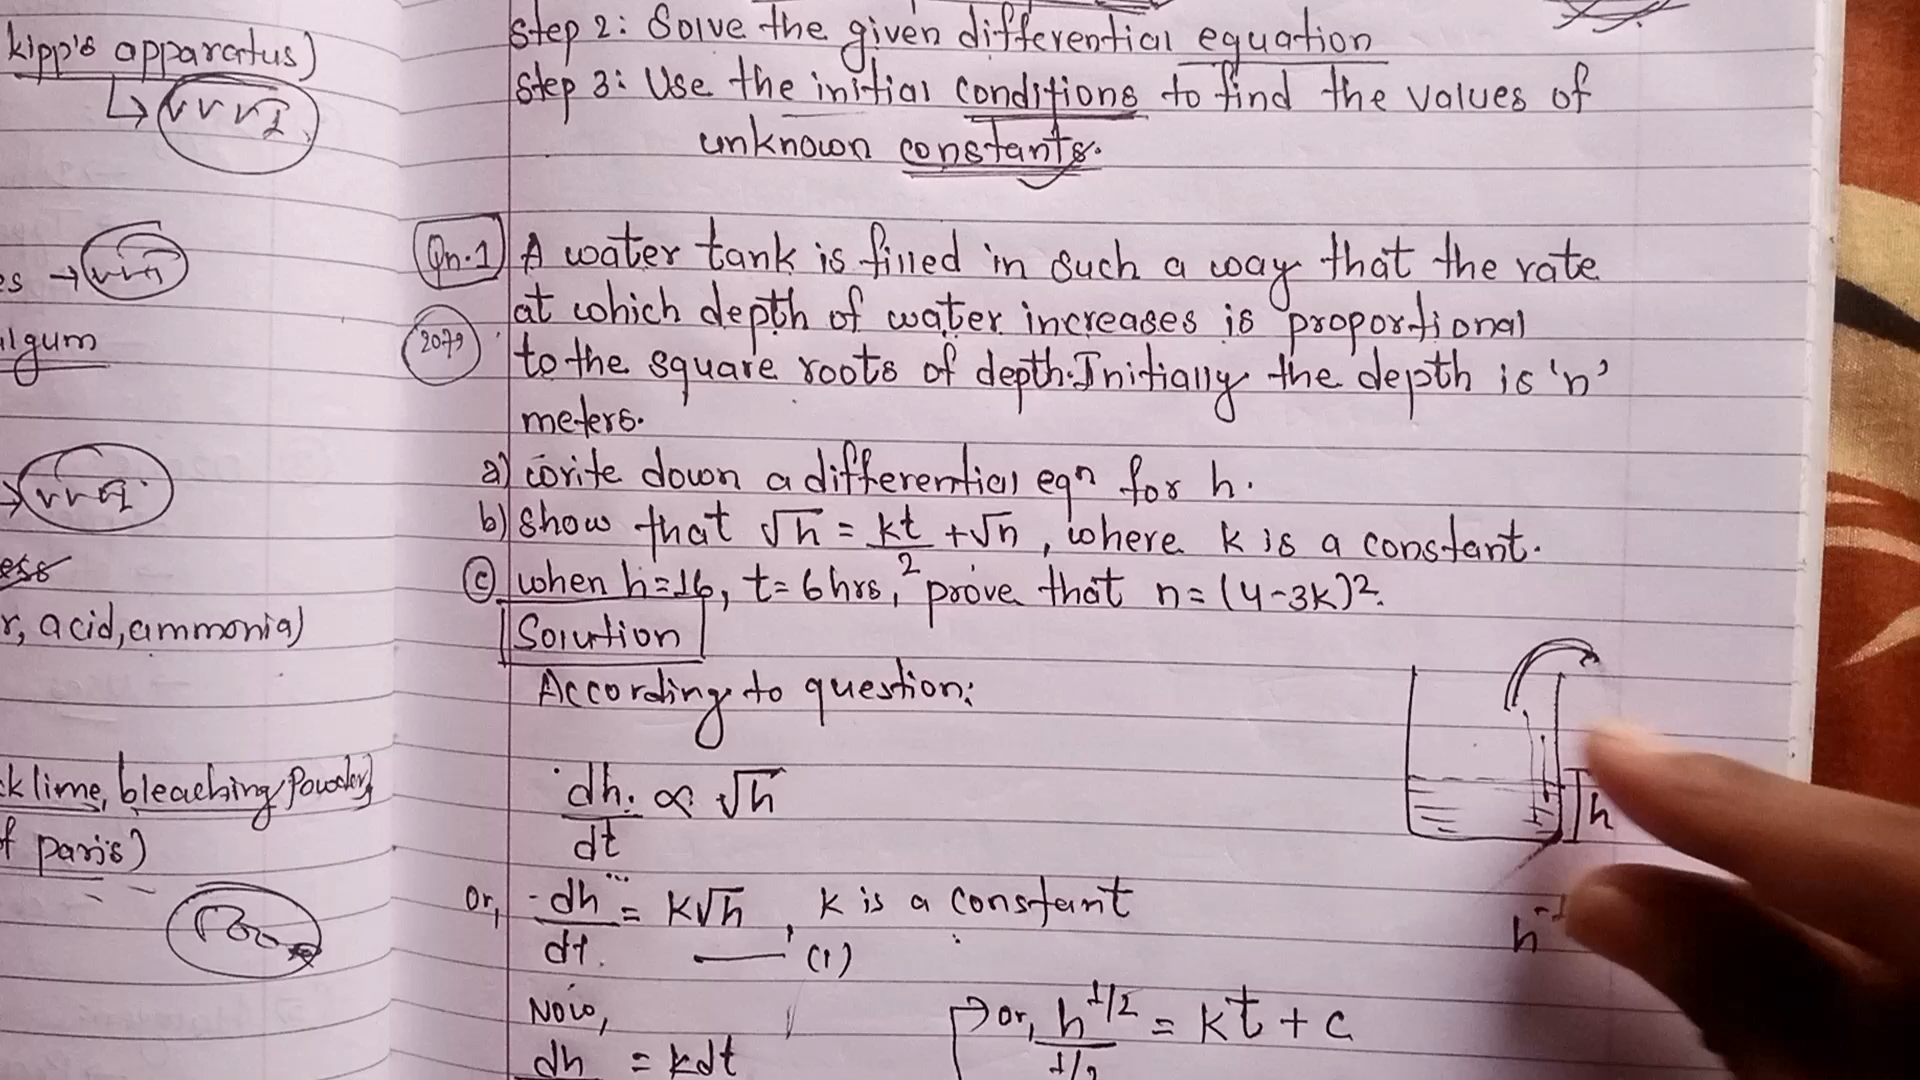 kipp's apparatus)
es →
algum
r, acid, ammonia)
k lime, bleaching Powder,
f paris)
Step 2: Solve the given differential equation
Step 3: Use the initial conditions to find the values of
unknown constants.
Qn.1 A water tank is filled in such a way that the rate
at which depth of water increases is proportional
2079 to the square roots of depth. Initially the depth is 'n'
meters.
a) write down a differential eqn for h.
b) show that √h = kt/2 + √n, where k is a constant.
c) when h=16, t=6hrs, prove that n=(4-3k)².
Solution
According to question:
dh/dt ∝ √h
h
Or, dh/dt = k√h, k is a constant
(1)
Now,
dh = kdt
→ or, h^1/2 / 1/2 = kt + c